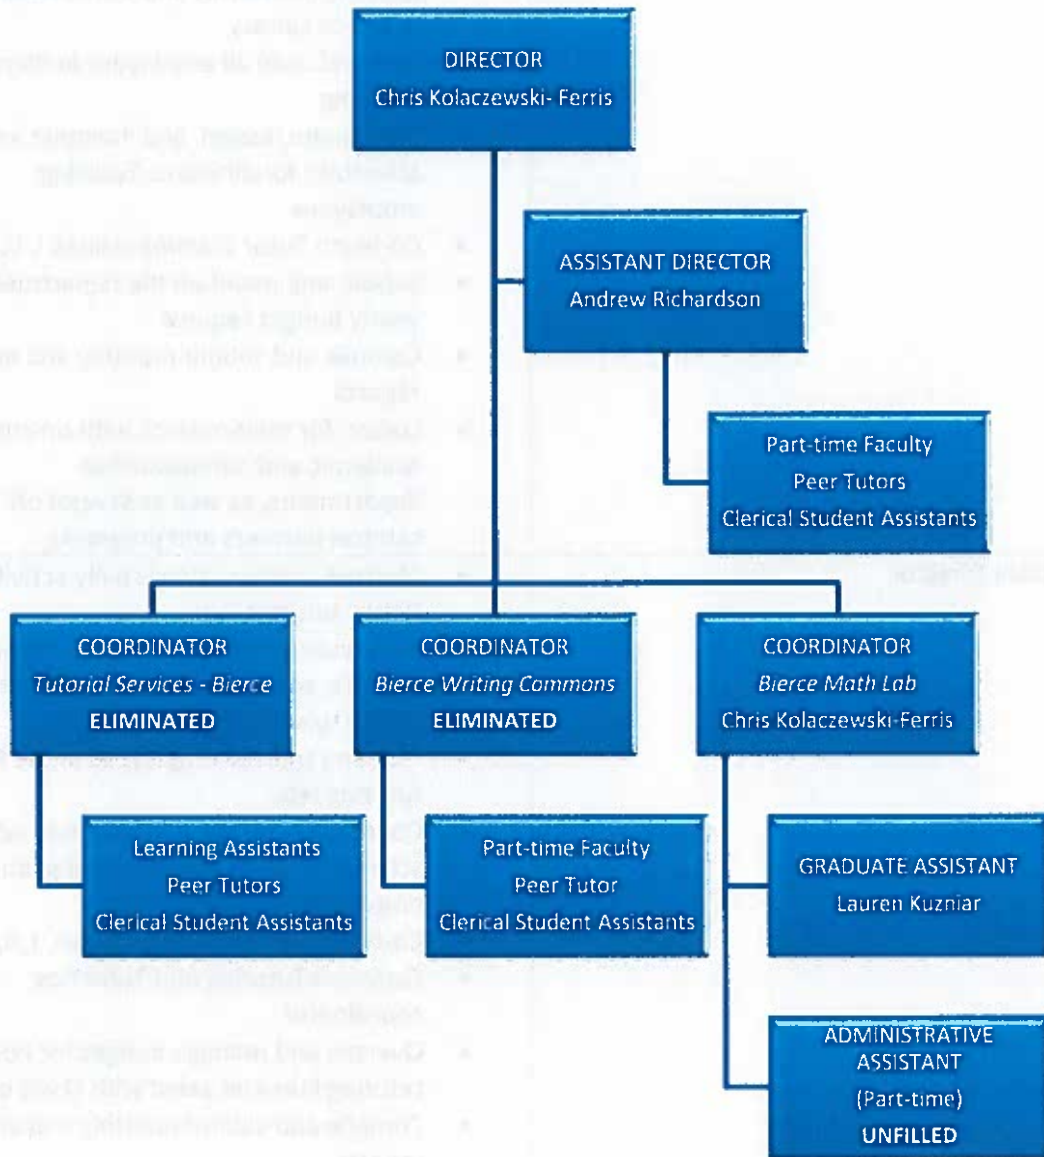 DIRECTOR
Chris Kolaczewski- Ferris
ASSISTANT DIRECTOR
Andrew Richardson
Part-time Faculty
Peer Tutors
Clerical Student Assistants
COORDINATOR
Tutorial Services - Bierce
ELIMINATED
Learning Assistants
Peer Tutors
Clerical Student Assistants
COORDINATOR
Bierce Writing Commons
ELIMINATED
Part-time Faculty
Peer Tutor
Clerical Student Assistants
COORDINATOR
Bierce Math Lab
Chris Kolaczewski-Ferris
GRADUATE ASSISTANT
Lauren Kuzniar
ADMINISTRATIVE
ASSISTANT
(Part-time)
UNFILLED